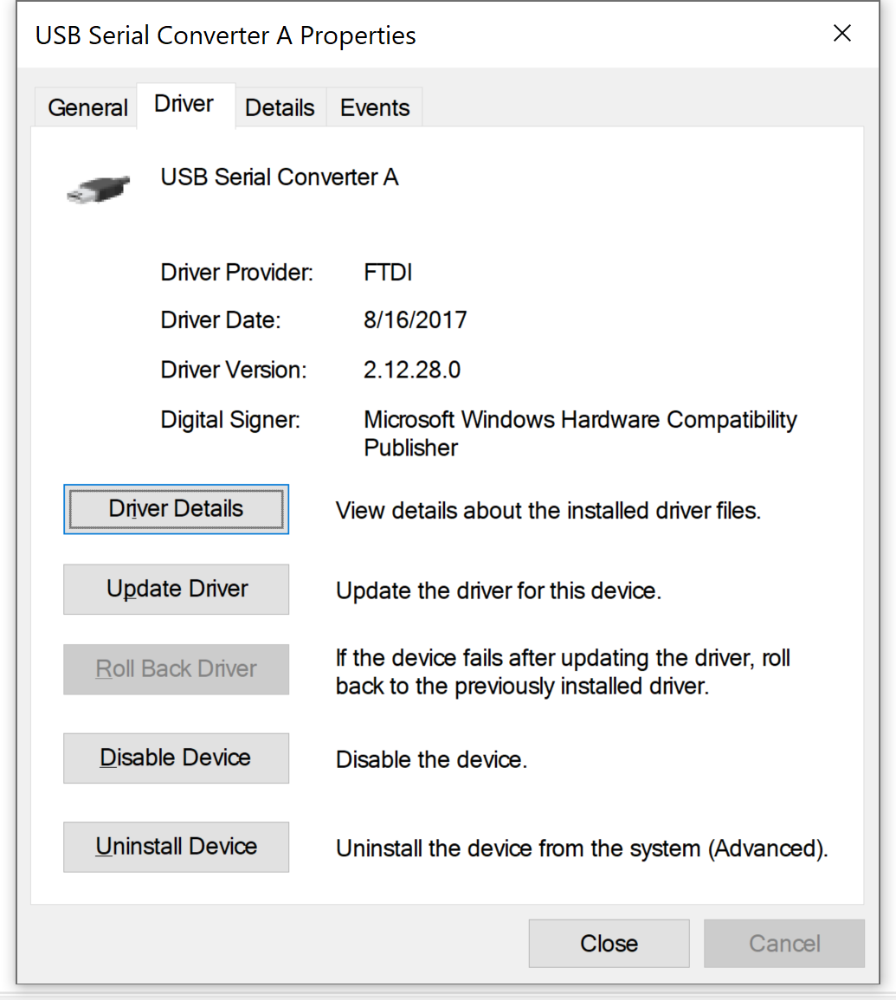 USB Serial Converter A Properties
General Driver Details Events
USB Serial Converter A
Driver Provider: FTDI
Driver Date: 8/16/2017
Driver Version: 2.12.28.0
Digital Signer: Microsoft Windows Hardware Compatibility
Publisher
Driver Details View details about the installed driver files.
Update Driver Update the driver for this device.
Roll Back Driver If the device fails after updating the driver, roll
back to the previously installed driver.
Disable Device Disable the device.
Uninstall Device Uninstall the device from the system (Advanced).
Close Cancel